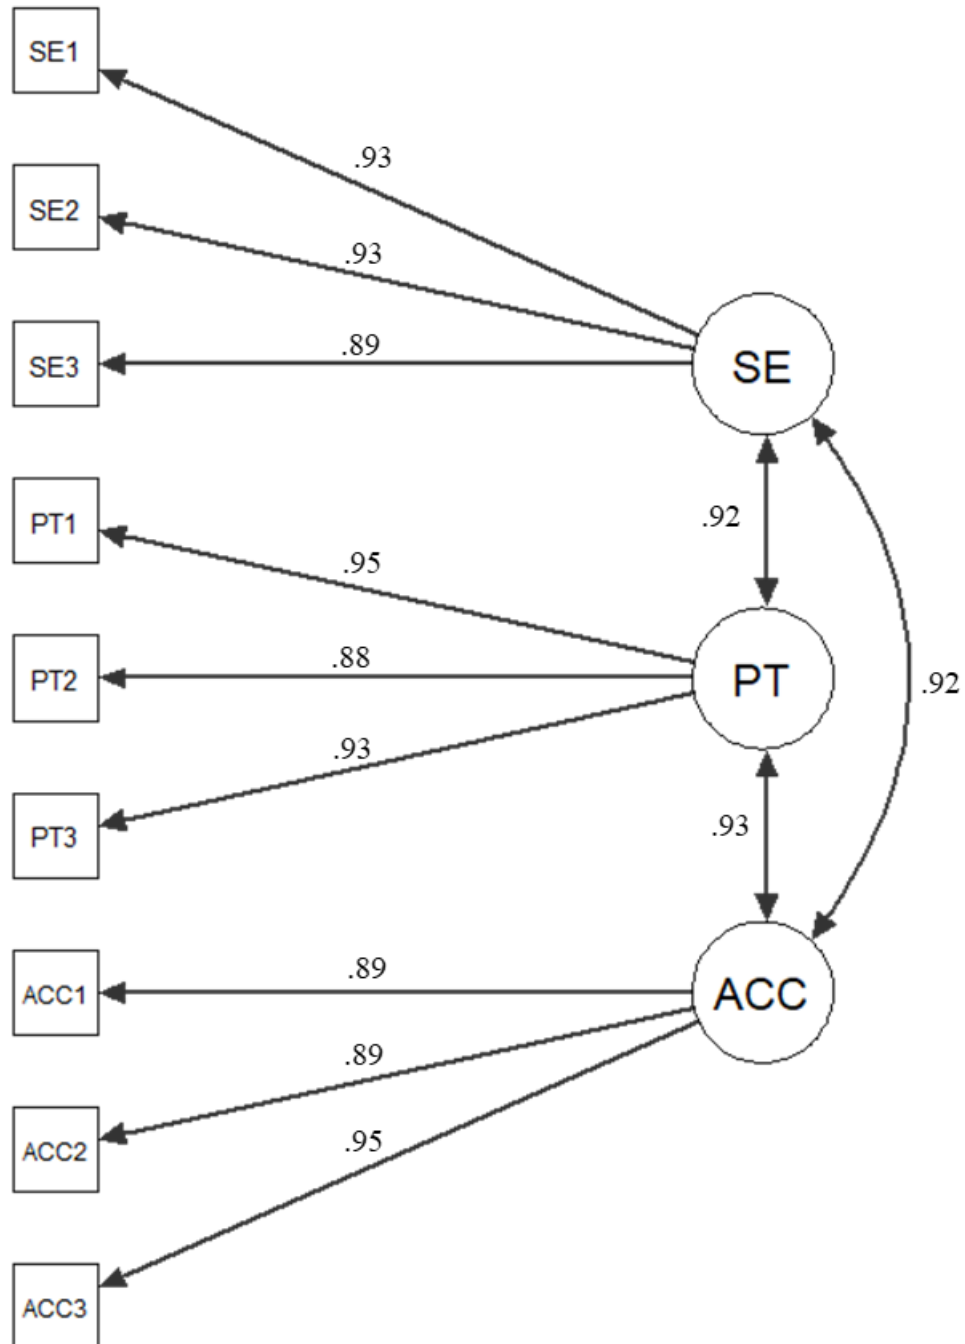 SE1
.93
SE2
.93
SE3
.89
SE
PT1
.92
.95
PT2
.88
PT
.92
PT3
.93
.93
ACC1
.89
ACC
ACC2
.89
.95
ACC3